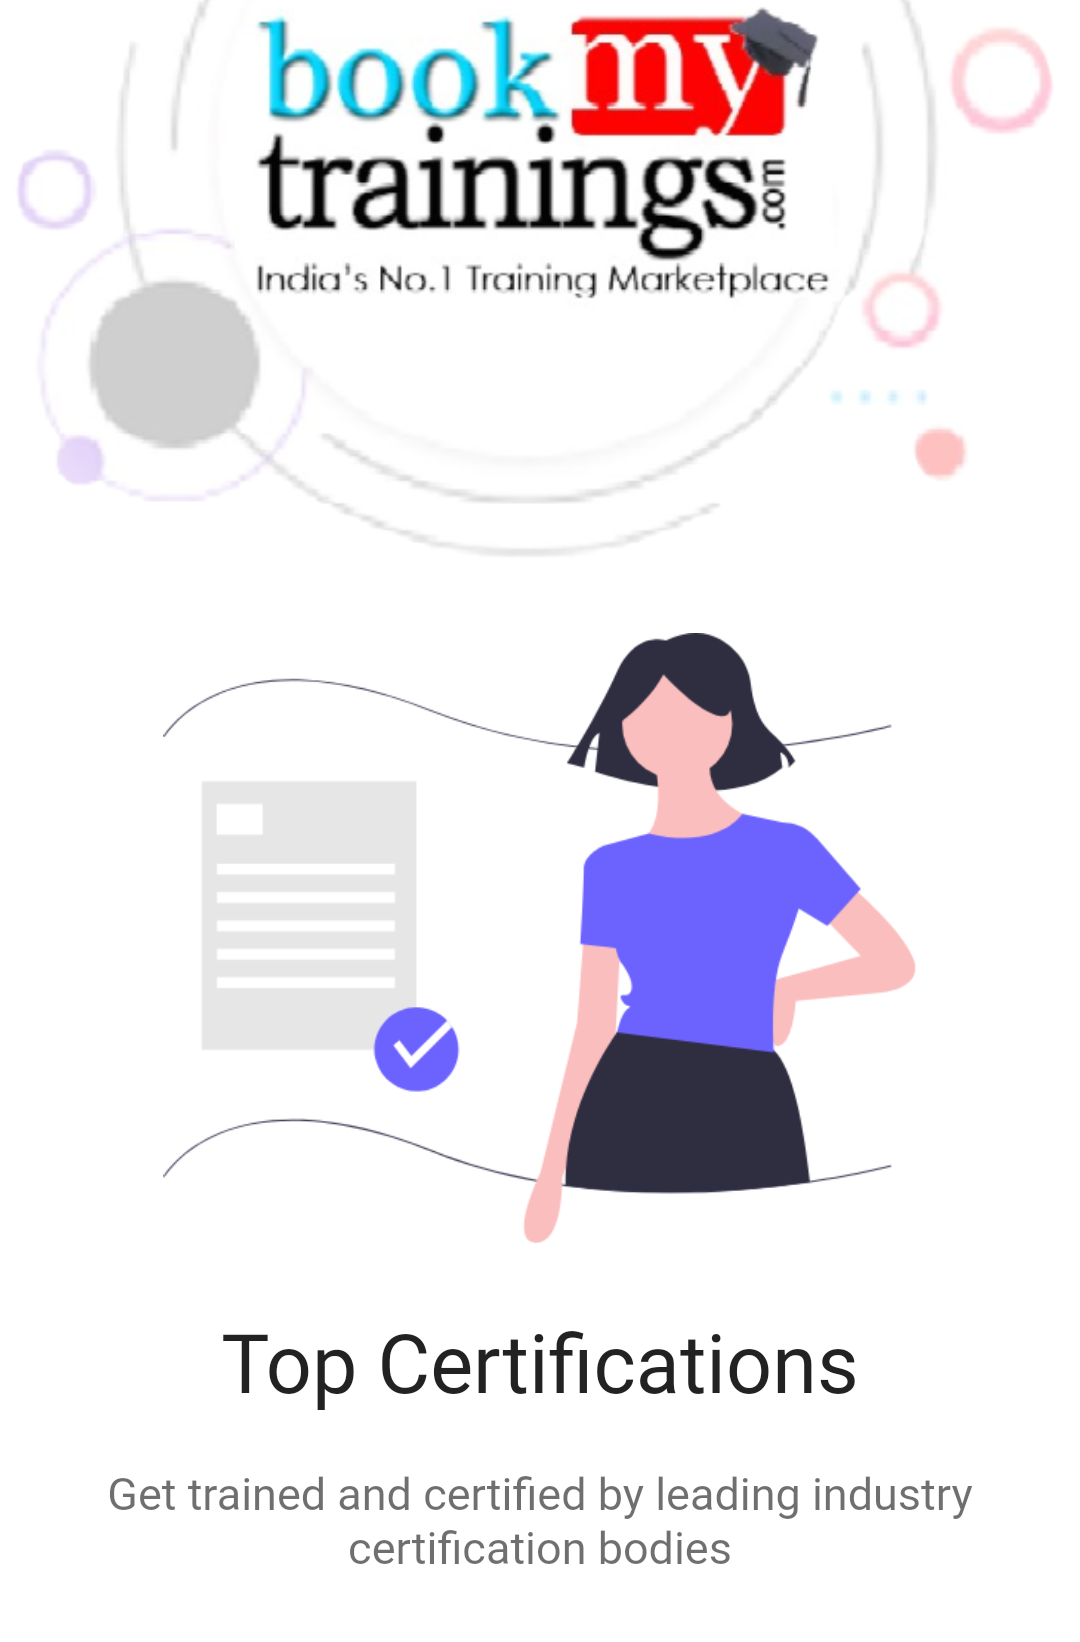 book my
trainings.com
India's No.1 Training Marketplace
Top Certifications
Get trained and certified by leading industry
certification bodies